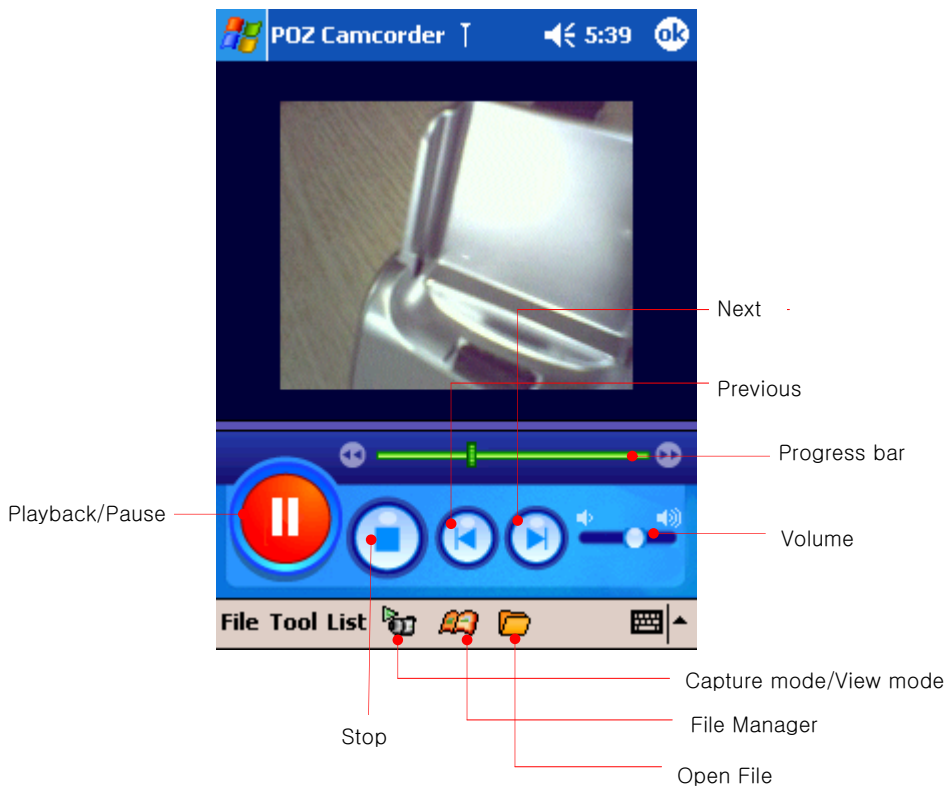 POZ Camcorder 5:39 ok
Next
Previous
Progress bar
Playback/Pause
Volume
File Tool List
Capture mode/View mode
File Manager
Stop
Open File